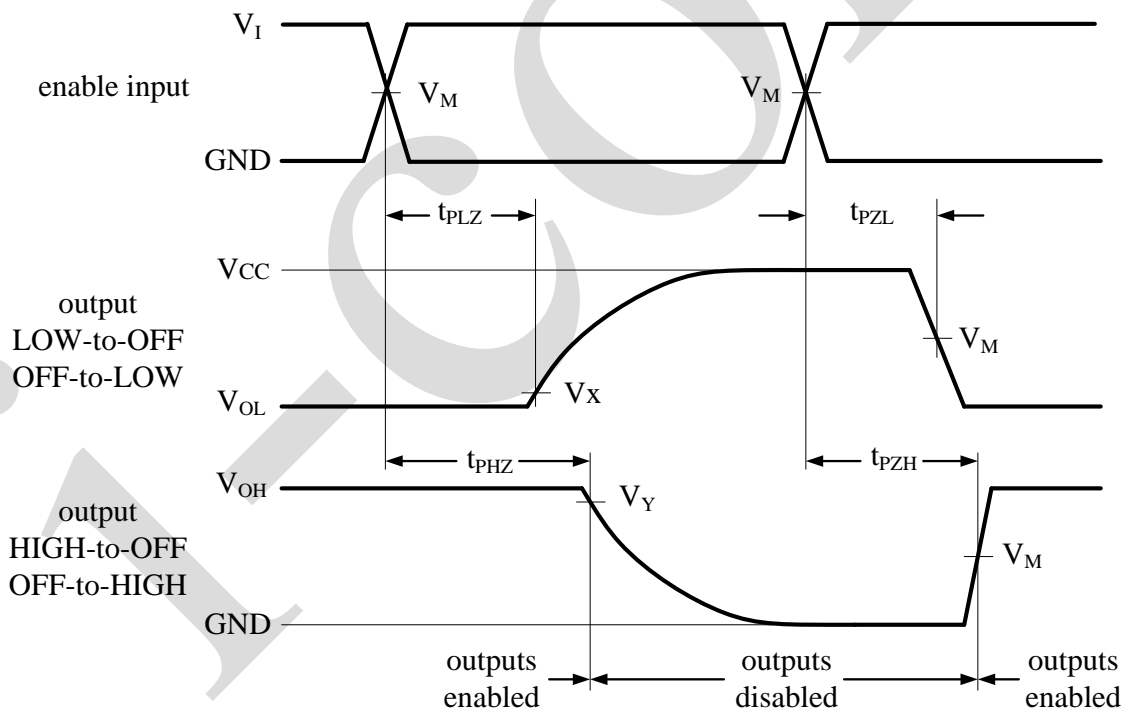 V_I
enable input
V_M
V_M
GND
t_PLZ
t_PZL
V_CC
output
LOW-to-OFF
OFF-to-LOW
V_M
V_X
V_OL
t_PHZ
t_PZH
V_OH
V_Y
output
HIGH-to-OFF
OFF-to-HIGH
V_M
GND
outputs
enabled
outputs
disabled
outputs
enabled